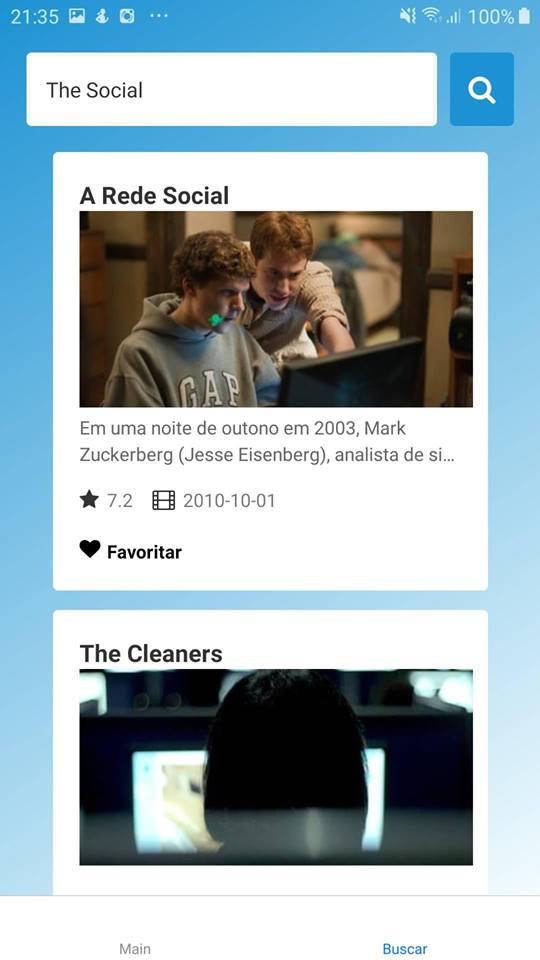 21:35
100%
The Social
A Rede Social
GAP
Em uma noite de outono em 2003, Mark
Zuckerberg (Jesse Eisenberg), analista de si…
7.2 2010-10-01
Favoritar
The Cleaners
Main Buscar